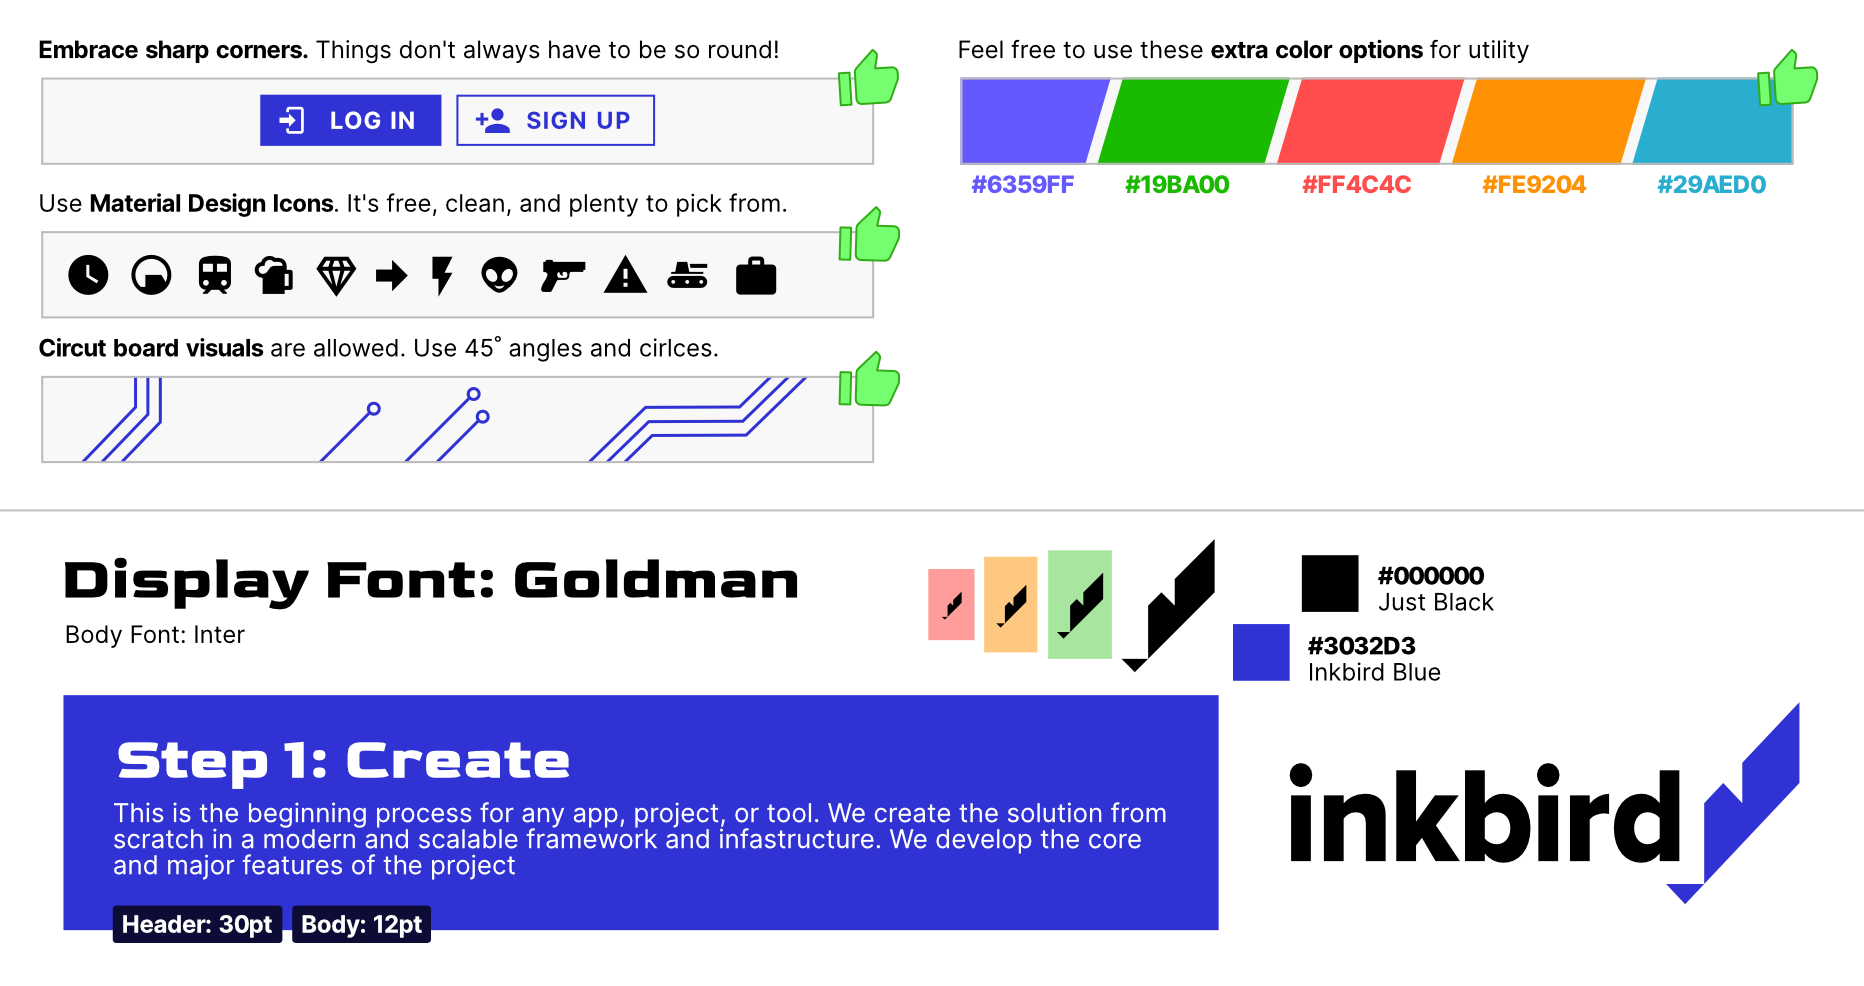 Embrace sharp corners. Things don't always have to be so round!
LOG IN
SIGN UP
Use Material Design Icons. It's free, clean, and plenty to pick from.
Circut board visuals are allowed. Use 45° angles and cirlces.
Feel free to use these extra color options for utility
#6359FF
#19BA00
#FF4C4C
#FE9204
#29AED0
Display Font: Goldman
Body Font: Inter
#000000
Just Black
#3032D3
Inkbird Blue
Step 1: Create
This is the beginning process for any app, project, or tool. We create the solution from
scratch in a modern and scalable framework and infastructure. We develop the core
and major features of the project
Header: 30pt
Body: 12pt
inkbird